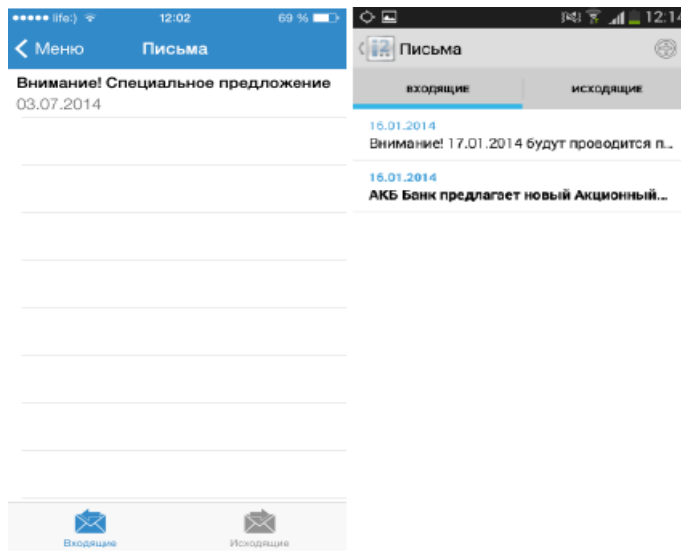 life:) 12:02 69 %
Меню Письма
Внимание! Специальное предложение
03.07.2014
Входящие Исходящие
12:14
Письма
ВХОДЯЩИЕ ИСХОДЯЩИЕ
16.01.2014
Внимание! 17.01.2014 будут проводится п...
16.01.2014
АКБ Банк предлагает новый Акционный...